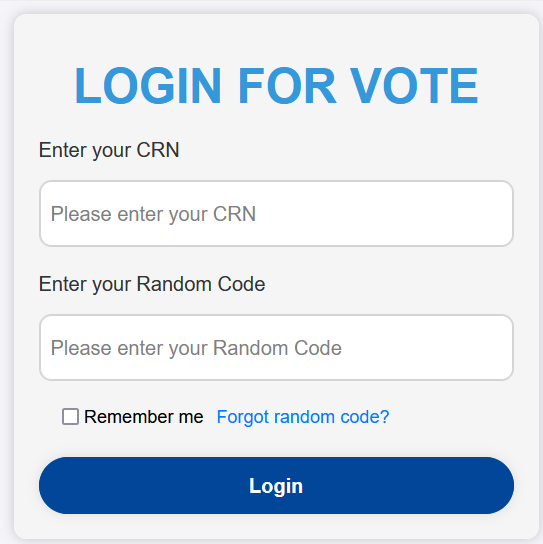 LOGIN FOR VOTE
Enter your CRN
Please enter your CRN
Enter your Random Code
Please enter your Random Code
Remember me Forgot random code?
Login